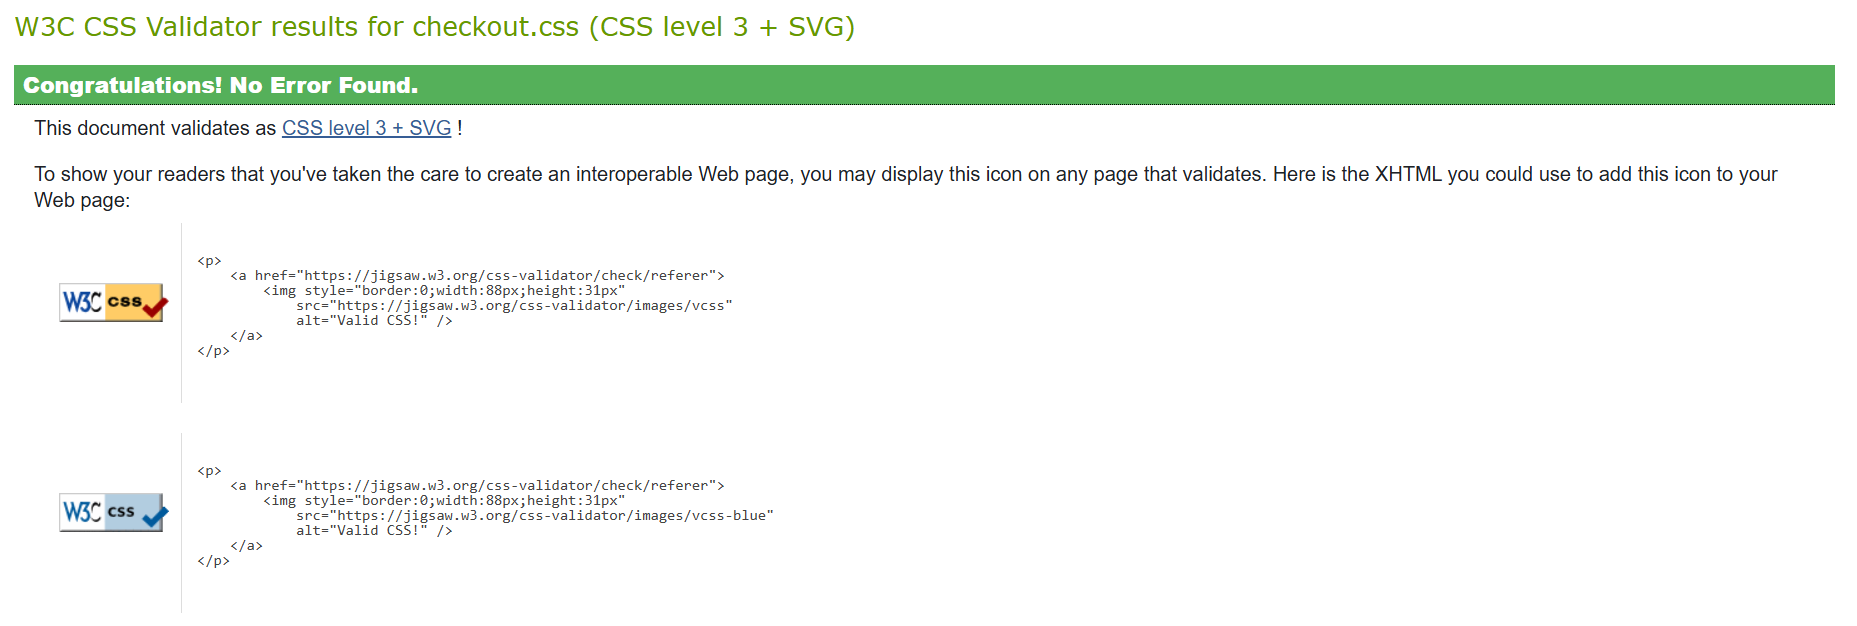 W3C CSS Validator results for checkout.css (CSS level 3 + SVG)
Congratulations! No Error Found.
This document validates as CSS level 3 + SVG !
To show your readers that you've taken the care to create an interoperable Web page, you may display this icon on any page that validates. Here is the XHTML you could use to add this icon to your
Web page:
W3C css
<p>
    <a href="https://jigsaw.w3.org/css-validator/check/referer">
        <img style="border:0;width:88px;height:31px"
            src="https://jigsaw.w3.org/css-validator/images/vcss"
            alt="Valid CSS!" />
    </a>
</p>
W3C css
<p>
    <a href="https://jigsaw.w3.org/css-validator/check/referer">
        <img style="border:0;width:88px;height:31px"
            src="https://jigsaw.w3.org/css-validator/images/vcss-blue"
            alt="Valid CSS!" />
    </a>
</p>